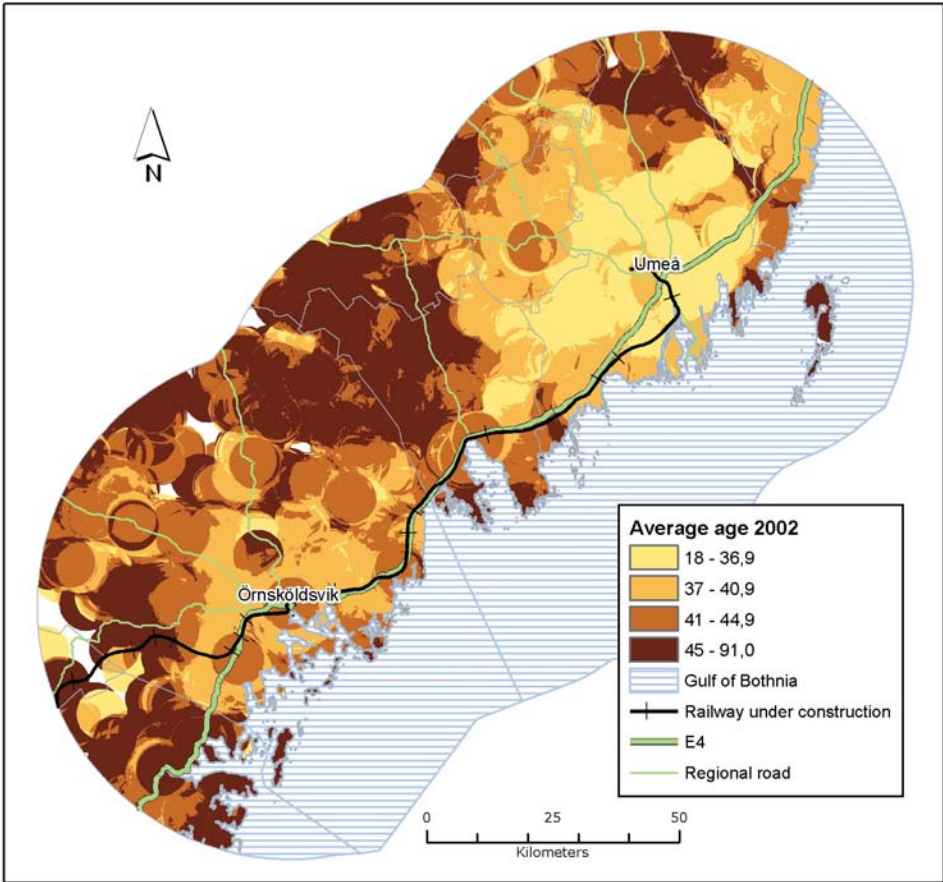 N
Umeå
Örnsköldsvik
Average age 2002
18 - 36,9
37 - 40,9
41 - 44,9
45 - 91,0
Gulf of Bothnia
Railway under construction
E4
Regional road
0 25 50
Kilometers